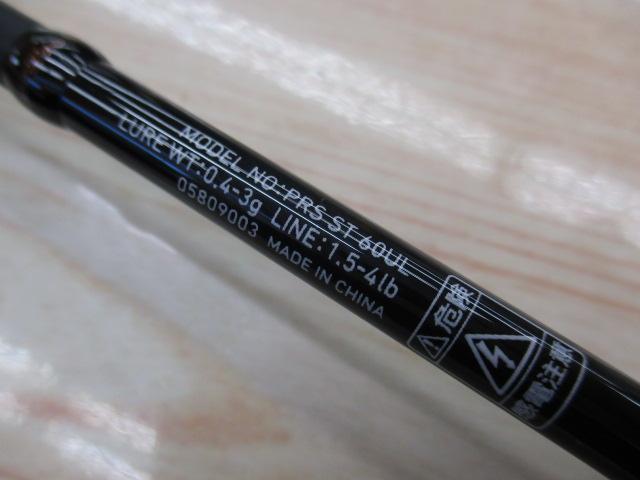 MODEL NO:PRS ST 60UL
LURE WT:0.4-3g LINE:1.5-4lb
05809003 MADE IN CHINA
危険
感電注意